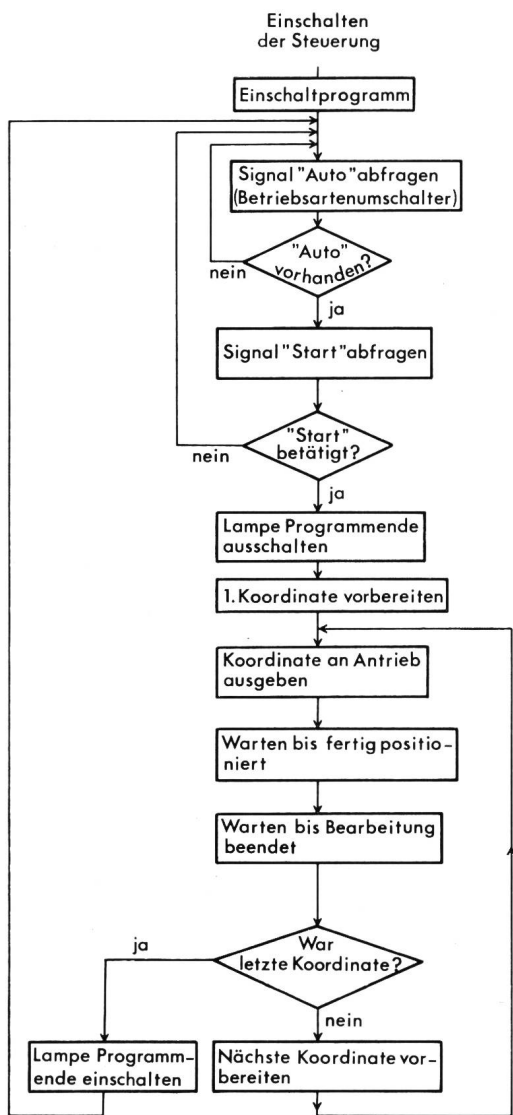 Einschalten
der Steuerung
Einschaltprogramm
Signal "Auto" abfragen
(Betriebsartenumschalter)
"Auto"
vorhanden?
nein
ja
Signal "Start" abfragen
"Start"
betätigt?
nein
ja
Lampe Programmende
ausschalten
1. Koordinate vorbereiten
Koordinate an Antrieb
ausgeben
Warten bis fertig positio-
niert
Warten bis Bearbeitung
beendet
War
letzte Koordinate?
ja
nein
Lampe Programm-
ende einschalten
Nächste Koordinate vor-
bereiten